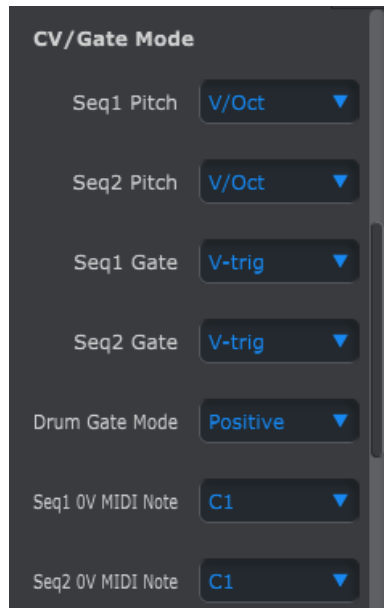 CV/Gate Mode
Seq1 Pitch V/Oct
Seq2 Pitch V/Oct
Seq1 Gate V-trig
Seq2 Gate V-trig
Drum Gate Mode Positive
Seq1 0V MIDI Note C1
Seq2 0V MIDI Note C1